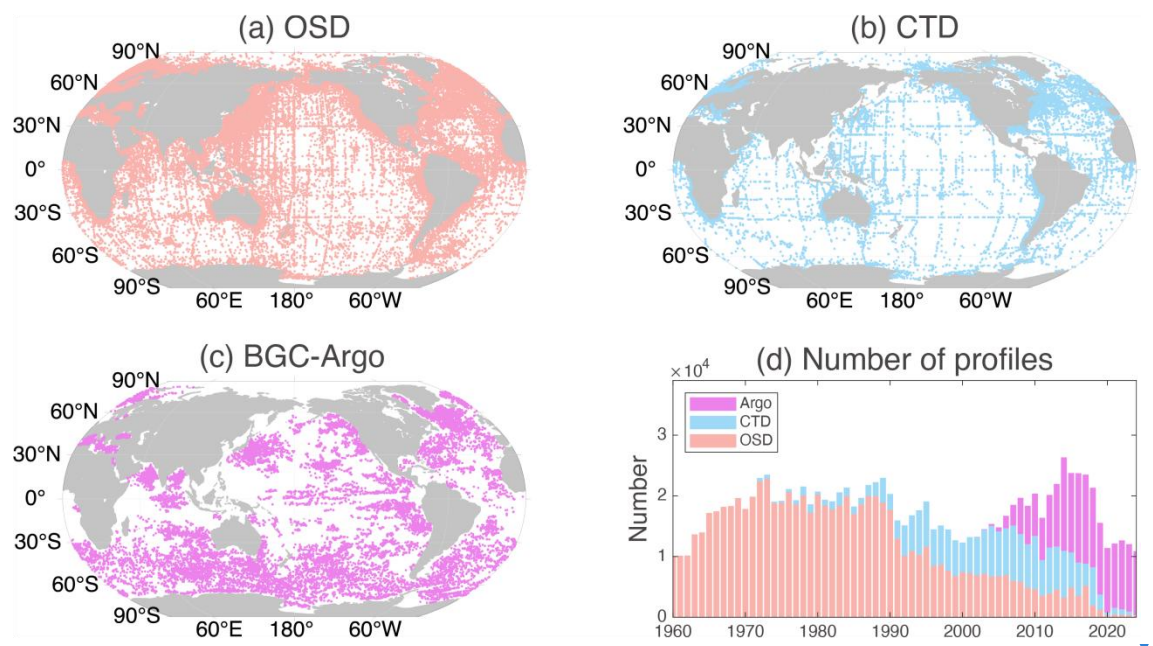 (a) OSD
90°N
60°N
30°N
0°
30°S
60°S
90°S
60°E 180° 60°W
(b) CTD
90°N
60°N
30°N
0°
30°S
60°S
90°S
60°E 180° 60°W
(c) BGC-Argo
90°N
60°N
30°N
0°
30°S
60°S
90°S
60°E 180° 60°W
(d) Number of profiles
×10⁴
Argo
CTD
OSD
Number
3
2
1
0
1960 1970 1980 1990 2000 2010 2020